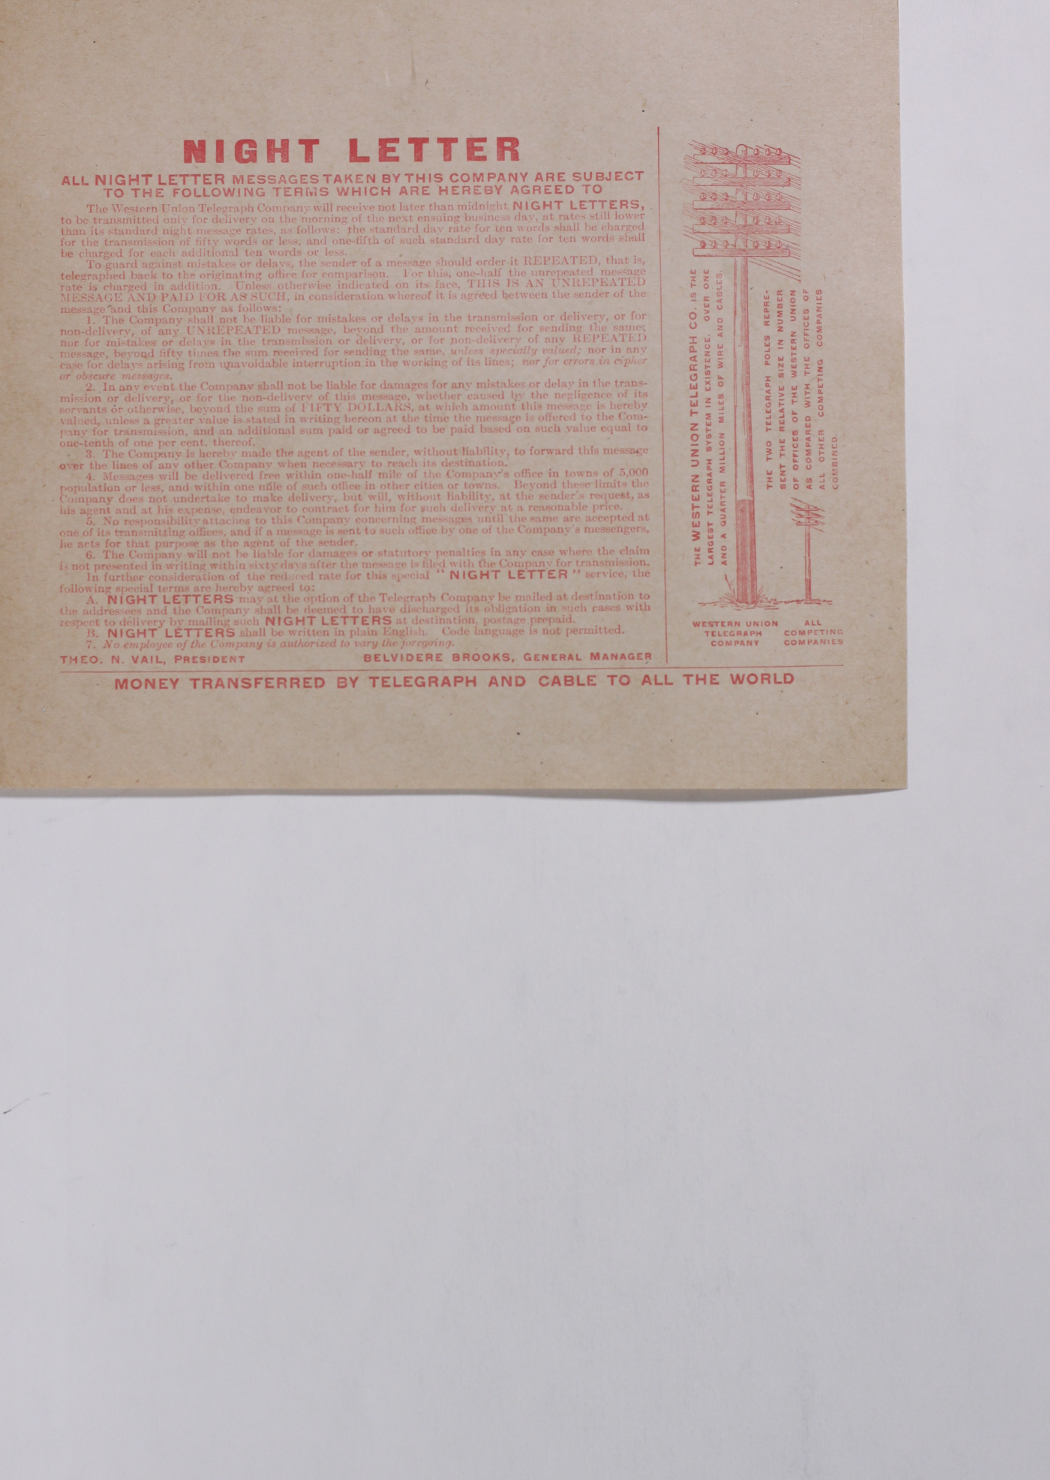 NIGHT LETTER
ALL NIGHT LETTER MESSAGES TAKEN BY THIS COMPANY ARE SUBJECT
TO THE FOLLOWING TERMS WHICH ARE HEREBY AGREED TO
The Western Union Telegraph Company will receive not later than midnight NIGHT LETTERS,
to be transmitted only for delivery on the morning of the next ensuing business day, at rates still lower
than its standard night message rates, as follows: the standard day rate for ten words shall be charged
for the transmission of fifty words or less, and one-fifth of such standard day rate for ten words shall
be charged for each additional ten words or less.
To guard against mistakes or delays, the sender of a message should order it REPEATED, that is,
telegraphed back to the originating office for comparison. For this, one-half the unrepeated message
rate is charged in addition. Unless otherwise indicated on its face, THIS IS AN UNREPEATED
MESSAGE AND PAID FOR AS SUCH, in consideration whereof it is agreed between the sender of the
message and this Company as follows:
1. The Company shall not be liable for mistakes or delays in the transmission or delivery, or for
non-delivery, of any UNREPEATED message, beyond the amount received for sending the same;
nor for mistakes or delays in the transmission or delivery, or for non-delivery of any REPEATED
message, beyond fifty times the sum received for sending the same, unless specially valued; nor in any
case for delays arising from unavoidable interruption in the working of its lines; nor for errors in cipher
or obscure messages.
2. In any event the Company shall not be liable for damages for any mistakes or delay in the trans-
mission or delivery, or for the non-delivery of this message, whether caused by the negligence of its
servants or otherwise, beyond the sum of FIFTY DOLLARS, at which amount this message is hereby
valued, unless a greater value is stated in writing hereon at the time the message is offered to the Com-
pany for transmission, and an additional sum paid or agreed to be paid based on such value equal to
one-tenth of one per cent. thereof.
3. The Company is hereby made the agent of the sender, without liability, to forward this message
over the lines of any other Company when necessary to reach its destination.
4. Messages will be delivered free within one-half mile of the Company's office in towns of 5,000
population or less, and within one mile of such office in other cities or towns. Beyond these limits the
Company does not undertake to make delivery, but will, without liability, at the sender's request, as
his agent and at his expense, endeavor to contract for him for such delivery at a reasonable price.
5. No responsibility attaches to this Company concerning messages until the same are accepted at
one of its transmitting offices, and if a message is sent to such office by one of the Company's messengers,
he acts for that purpose as the agent of the sender.
6. The Company will not be liable for damages or statutory penalties in any case where the claim
is not presented in writing within sixty days after the message is filed with the Company for transmission.
In further consideration of the reduced rate for this special " NIGHT LETTER " service, the
following special terms are hereby agreed to:
A. NIGHT LETTERS may at the option of the Telegraph Company be mailed at destination to
the addressees and the Company shall be deemed to have discharged its obligation in such cases with
respect to delivery by mailing such NIGHT LETTERS at destination, postage prepaid.
B. NIGHT LETTERS shall be written in plain English. Code language is not permitted.
7. No employee of the Company is authorized to vary the foregoing.
THEO. N. VAIL, PRESIDENT BELVIDERE BROOKS, GENERAL MANAGER
THE WESTERN UNION TELEGRAPH CO. IS THE
LARGEST TELEGRAPH SYSTEM IN EXISTENCE, OVER ONE
AND A QUARTER MILLION MILES OF WIRE AND CABLES.
THE TWO TELEGRAPH POLES REPRE-
SENT THE RELATIVE SIZE IN NUMBER
OF OFFICES OF THE WESTERN UNION
AS COMPARED WITH THE OFFICES OF
ALL OTHER COMPETING COMPANIES
COMBINED.
WESTERN UNION
TELEGRAPH
COMPANY
ALL
COMPETING
COMPANIES
MONEY TRANSFERRED BY TELEGRAPH AND CABLE TO ALL THE WORLD